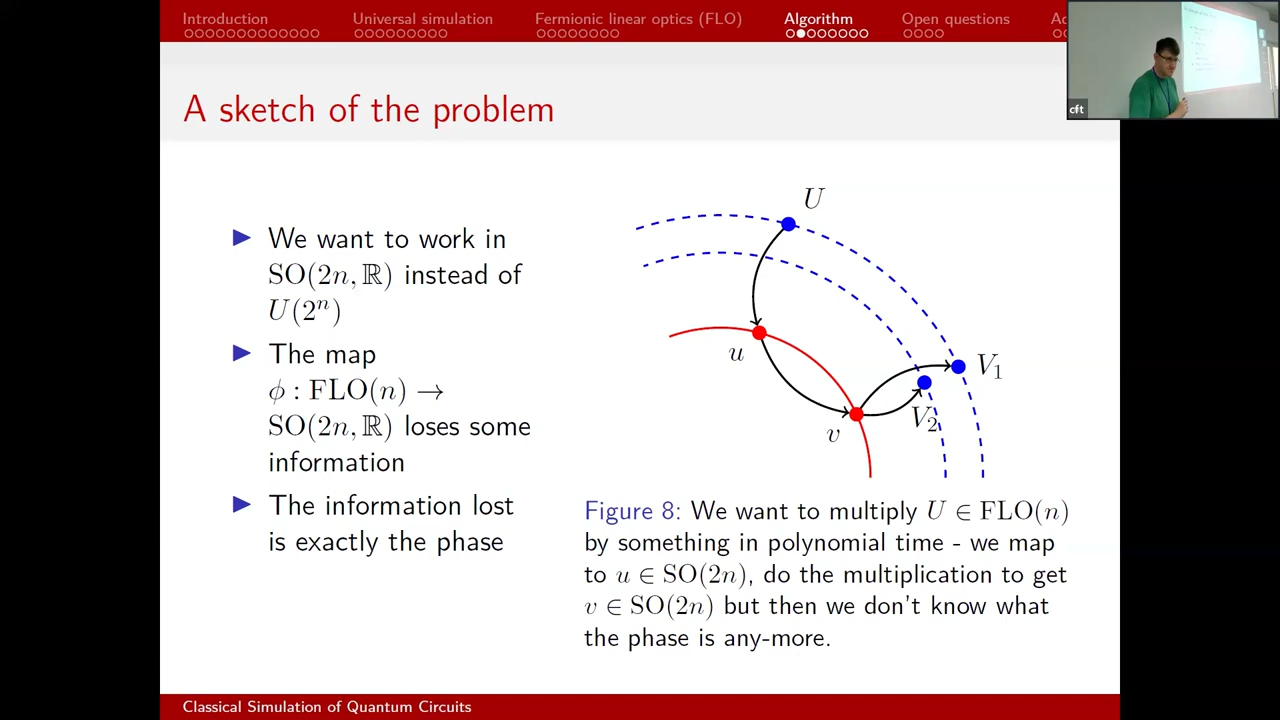 Introduction
Universal simulation
Fermionic linear optics (FLO)
Algorithm
Open questions
Ac
cft
A sketch of the problem
We want to work in
SO(2n, ℝ) instead of
U(2ⁿ)
The map
ϕ : FLO(n) →
SO(2n, ℝ) loses some
information
The information lost
is exactly the phase
U
u
V₁
V₂
v
Figure 8: We want to multiply U ∈ FLO(n)
by something in polynomial time - we map
to u ∈ SO(2n), do the multiplication to get
v ∈ SO(2n) but then we don't know what
the phase is any-more.
Classical Simulation of Quantum Circuits